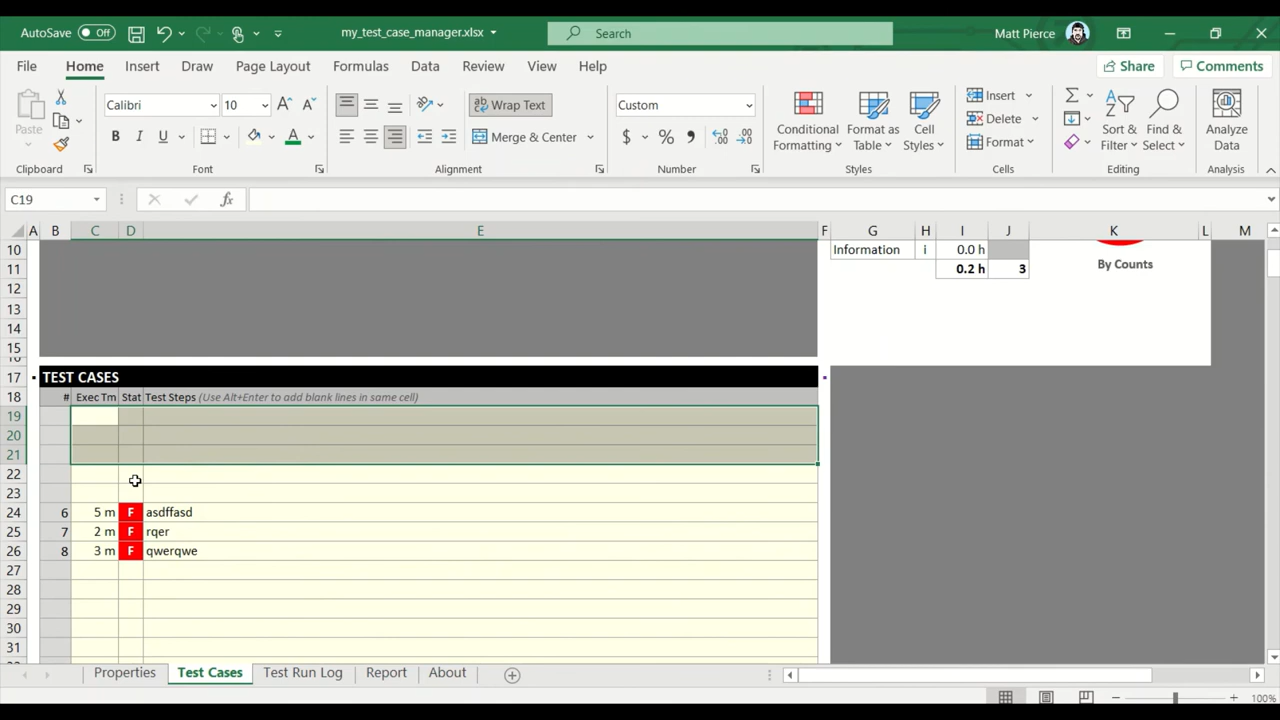 AutoSave Off my_test_case_manager.xlsx Search Matt Pierce
File Home Insert Draw Page Layout Formulas Data Review View Help Share Comments
Paste Calibri 10 Wrap Text Custom Insert
Merge & Center Conditional Formatting Format as Table Cell Styles Delete Sort & Filter Find & Select Analyze Data
Format
Clipboard Font Alignment Number Styles Cells Editing Analysis
C19
A B C D E F G H I J K L M
10 Information i 0.0 h
11 0.2 h 3 By Counts
12
13
14
15
16
17 TEST CASES
18 # Exec Tm Stat Test Steps (Use Alt+Enter to add blank lines in same cell)
19
20
21
22
23
24 6 5 m F asdffasd
25 7 2 m F rqer
26 8 3 m F qwerqwe
27
28
29
30
31
Properties Test Cases Test Run Log Report About
100%